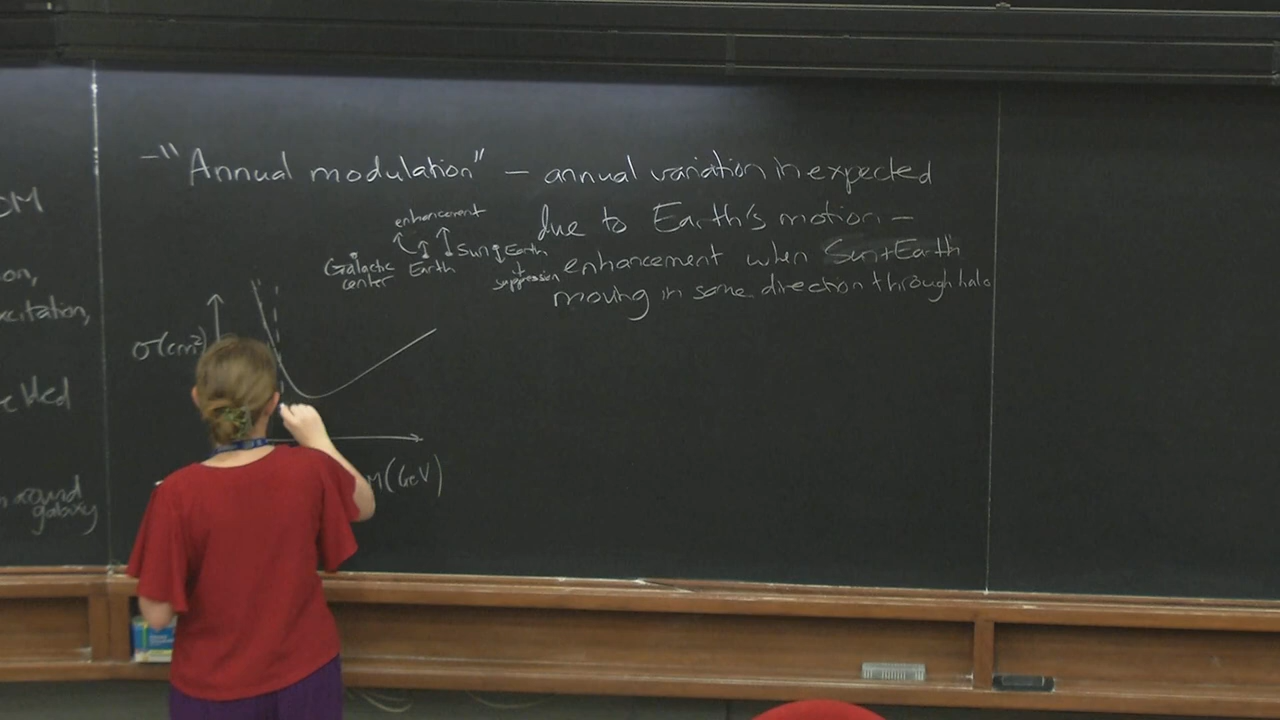 DM
on,
xcitation,
around
galaxy
- "Annual modulation" - annual variation in expected
due to Earth's motion -
enhancement when Sun+Earth
moving in same direction through halo
enhancement
Galactic
center
Earth
Sun
Earth
suppression
σ(cm²)
M(GeV)